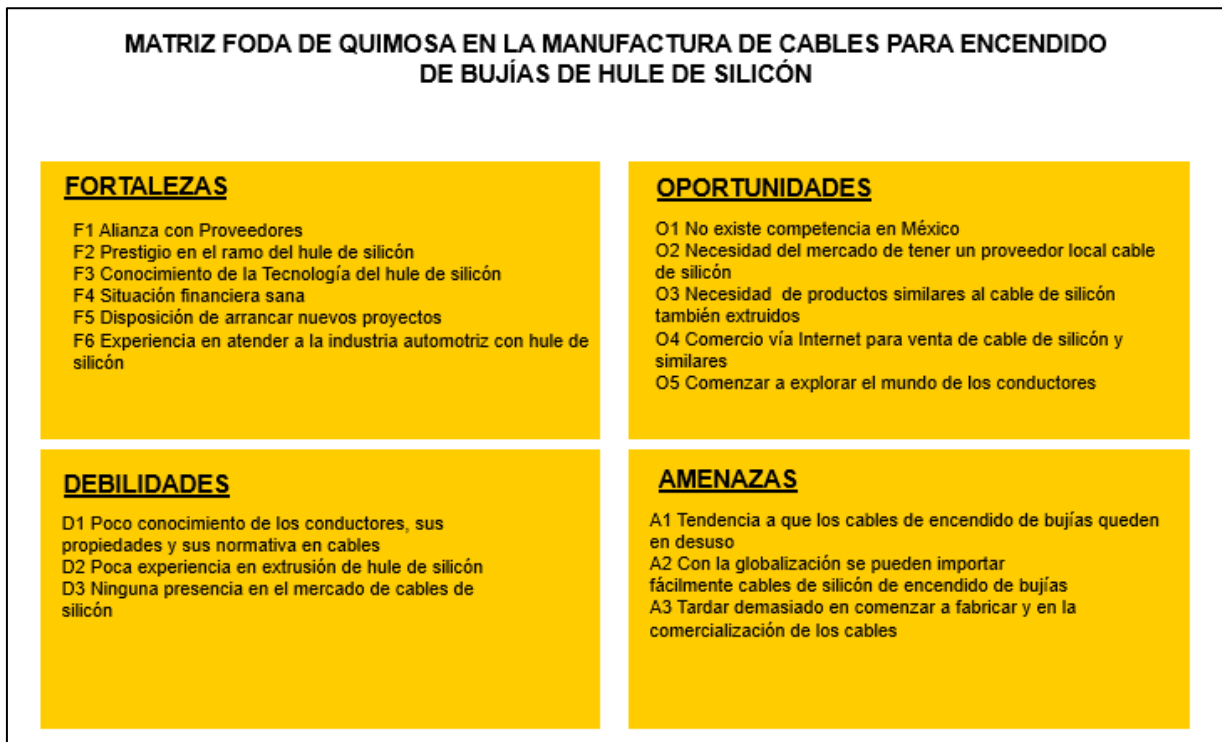 MATRIZ FODA DE QUIMOSA EN LA MANUFACTURA DE CABLES PARA ENCENDIDO
DE BUJÍAS DE HULE DE SILICÓN
FORTALEZAS
F1 Alianza con Proveedores
F2 Prestigio en el ramo del hule de silicón
F3 Conocimiento de la Tecnología del hule de silicón
F4 Situación financiera sana
F5 Disposición de arrancar nuevos proyectos
F6 Experiencia en atender a la industria automotriz con hule de
silicón
OPORTUNIDADES
O1 No existe competencia en México
O2 Necesidad del mercado de tener un proveedor local cable
de silicón
O3 Necesidad de productos similares al cable de silicón
también extruidos
O4 Comercio vía Internet para venta de cable de silicón y
similares
O5 Comenzar a explorar el mundo de los conductores
DEBILIDADES
D1 Poco conocimiento de los conductores, sus
propiedades y sus normativa en cables
D2 Poca experiencia en extrusión de hule de silicón
D3 Ninguna presencia en el mercado de cables de
silicón
AMENAZAS
A1 Tendencia a que los cables de encendido de bujías queden
en desuso
A2 Con la globalización se pueden importar
fácilmente cables de silicón de encendido de bujías
A3 Tardar demasiado en comenzar a fabricar y en la
comercialización de los cables